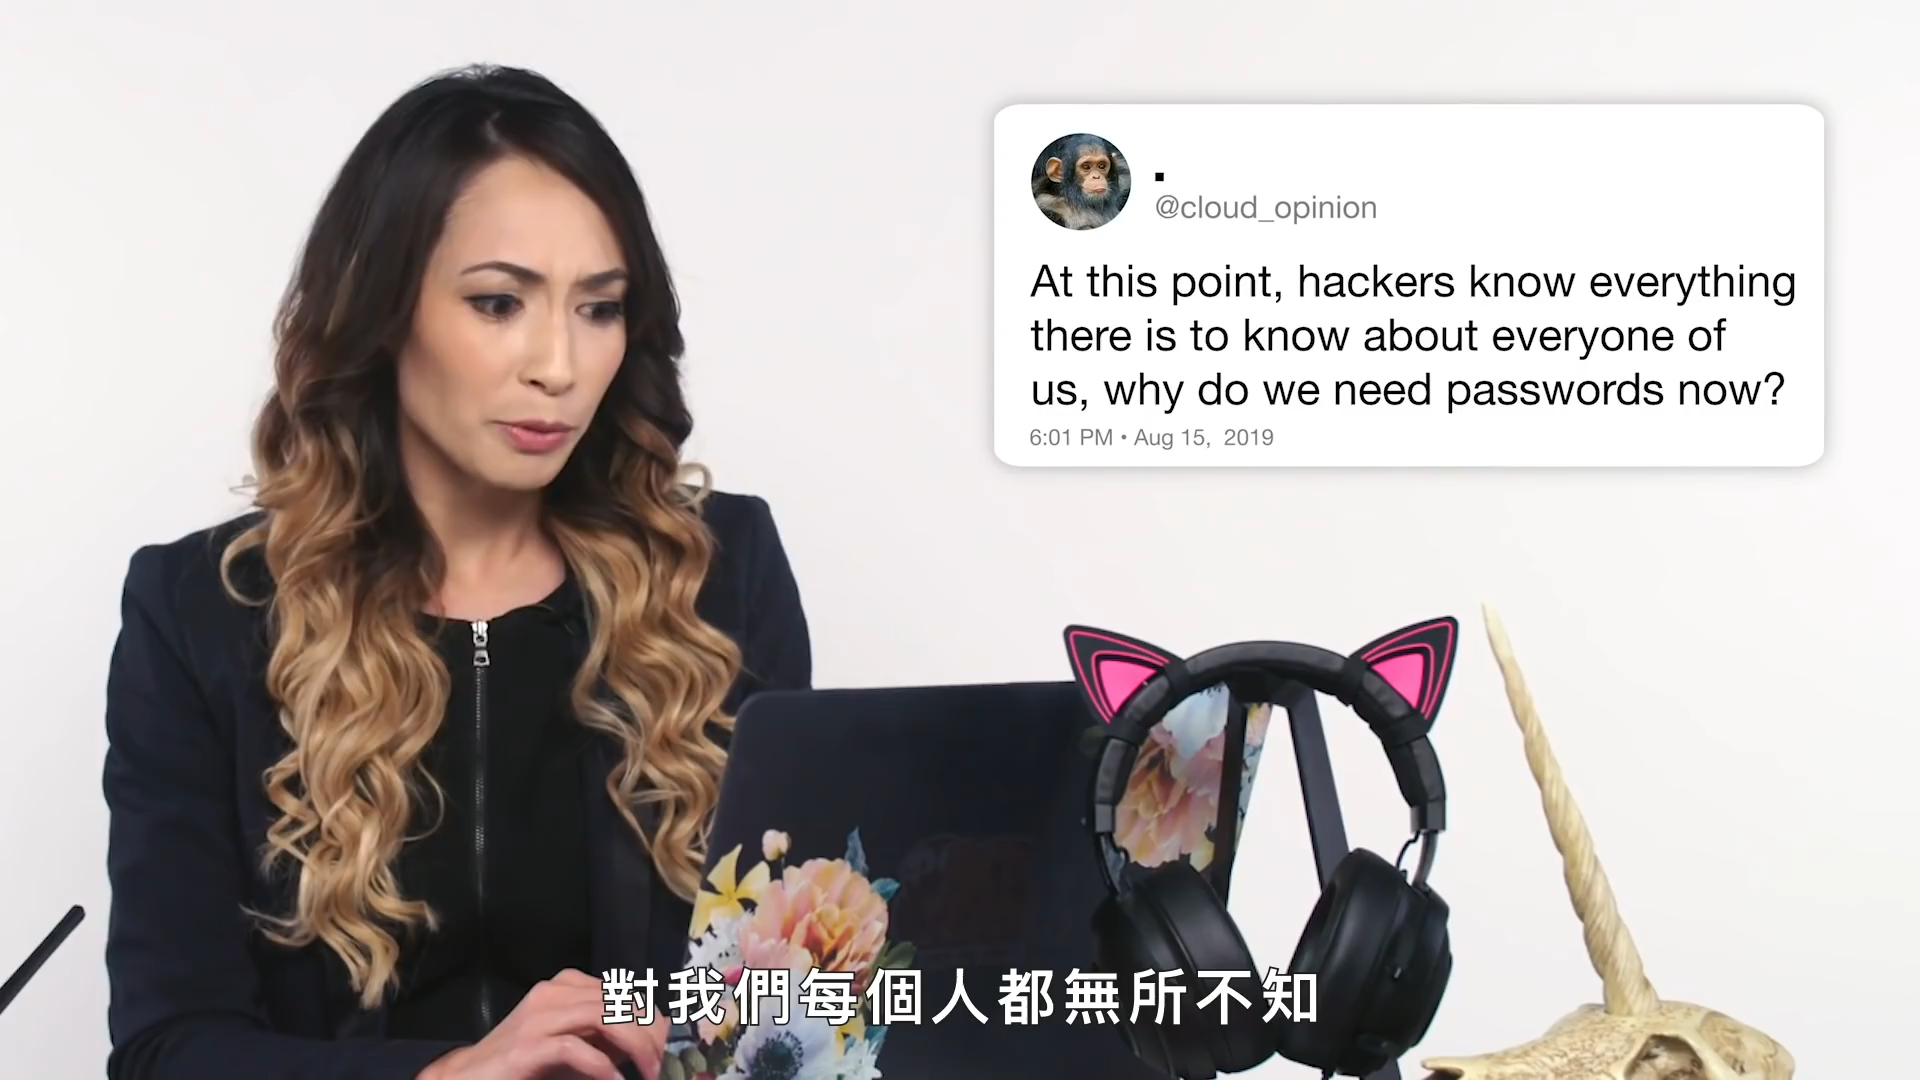 .
@cloud_opinion
At this point, hackers know everything
there is to know about everyone of
us, why do we need passwords now?
6:01 PM • Aug 15, 2019
對我們每個人都無所不知